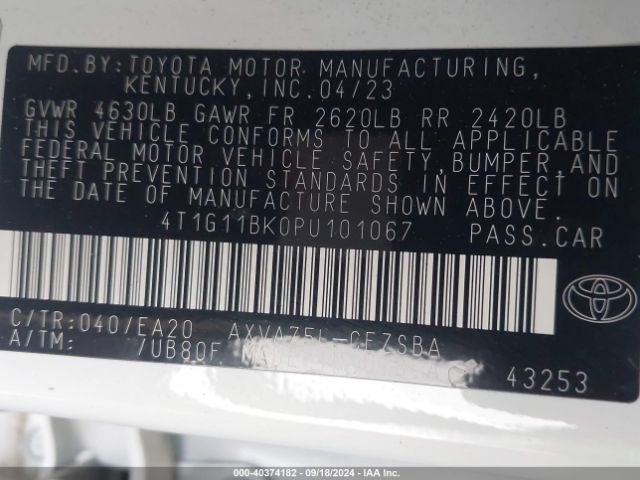 MFD.BY:TOYOTA MOTOR MANUFACTURING,
KENTUCKY,INC.04/23
GVWR 4630LB GAWR FR 2620LB RR 2420LB
THIS VEHICLE CONFORMS TO ALL APPLICABLE
FEDERAL MOTOR VEHICLE SAFETY,BUMPER,AND
THEFT PREVENTION STANDARDS IN EFFECT ON
THE DATE OF MANUFACTURE SHOWN ABOVE.
4T1G11BK0PU101067 PASS.CAR
C/TR:040/EA20 AXVA75L-CEZSBA
A/TM: /UB80F
43253
000-40374182 - 09/18/2024 - IAA Inc.